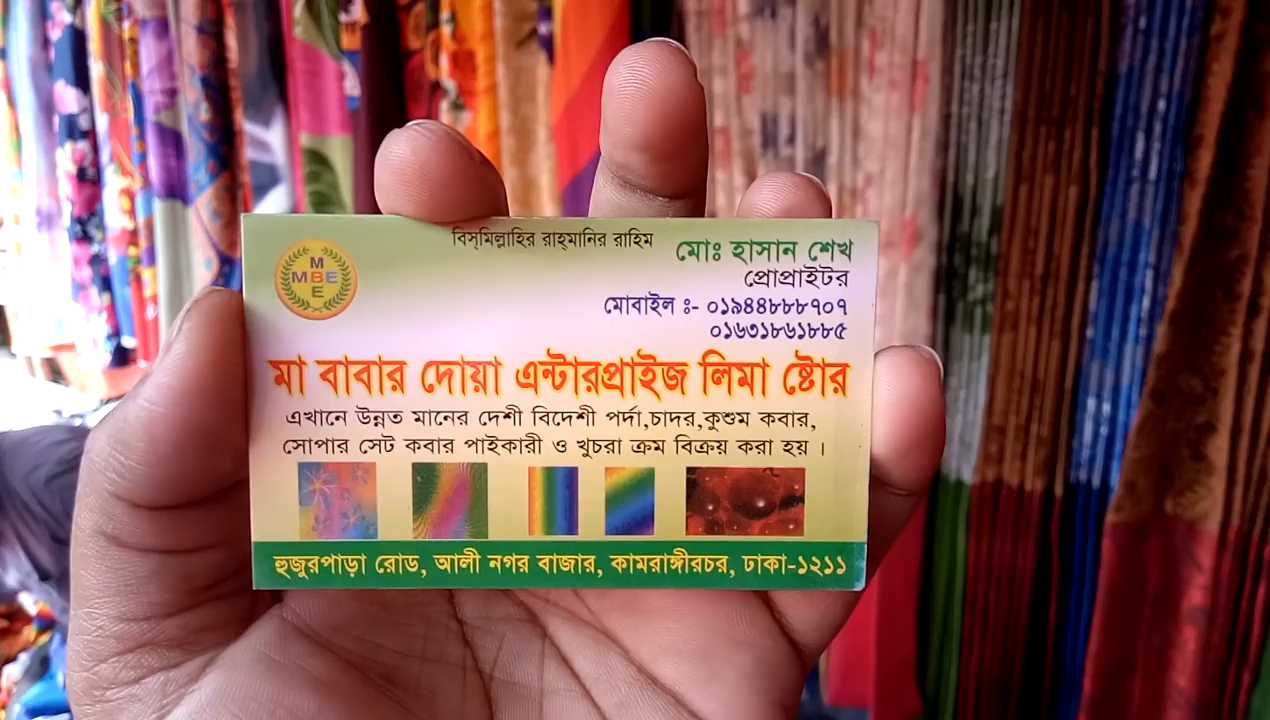 বিস্‌মিল্লাহির রাহ্‌মানির রাহিম
M
MBE
E
মোঃ হাসান শেখ
প্রোপ্রাইটর
মোবাইল ঃ- ০১৯৪৪৮৮৮৭০৭
০১৬৩১৮৬১৮৮৫
মা বাবার দোয়া এন্টারপ্রাইজ লিমা ষ্টোর
এখানে উন্নত মানের দেশী বিদেশী পর্দা,চাদর,কুশুম কবার,
সোপার সেট কবার পাইকারী ও খুচরা ক্রম বিক্রয় করা হয় ।
হুজুরপাড়া রোড, আলী নগর বাজার, কামরাঙ্গীরচর, ঢাকা-১২১১